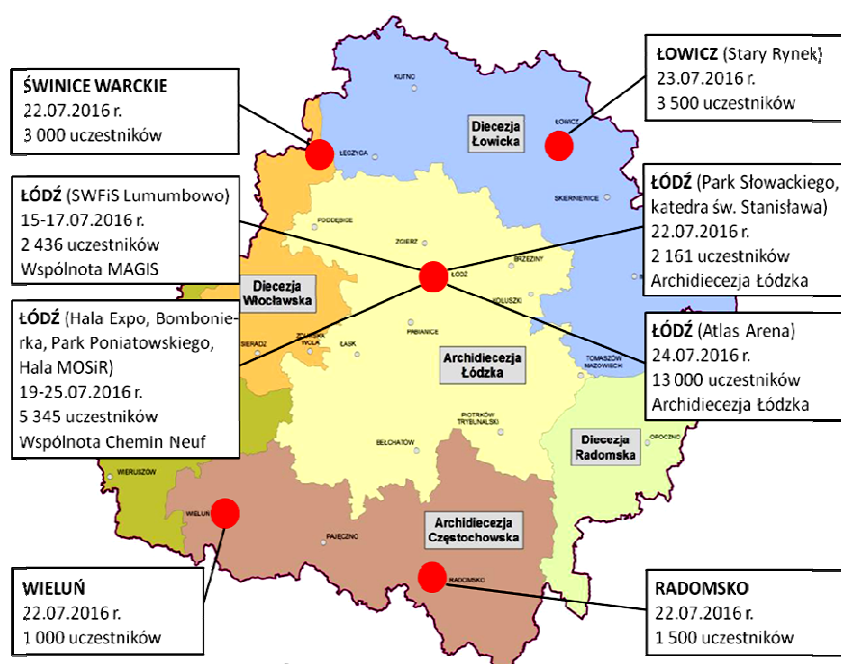 ŚWINICE WARCKIE
22.07.2016 r.
3 000 uczestników
ŁÓDŹ (SWFiS Lumumbowo)
15-17.07.2016 r.
2 436 uczestników
Wspólnota MAGIS
ŁÓDŹ (Hala Expo, Bombonie-
rka, Park Poniatowskiego,
Hala MOSiR)
19-25.07.2016 r.
5 345 uczestników
Wspólnota Chemin Neuf
WIELUŃ
22.07.2016 r.
1 000 uczestników
ŁOWICZ (Stary Rynek)
23.07.2016 r.
3 500 uczestników
ŁÓDŹ (Park Słowackiego,
katedra św. Stanisława)
22.07.2016 r.
2 161 uczestników
Archidiecezja Łódzka
ŁÓDŹ (Atlas Arena)
24.07.2016 r.
13 000 uczestników
Archidiecezja Łódzka
RADOMSKO
22.07.2016 r.
1 500 uczestników
Diecezja
Łowicka
Diecezja
Włocławska
Archidiecezja
Łódzka
Diecezja
Radomska
Archidiecezja
Częstochowska
KUTNO
ŁOWICZ
ŁĘCZYCA
SKIERNIEWICE
PODDĘBICE
ZGIERZ
ŁÓDŹ
BRZEZINY
KOLUSZKI
PABIANICE
SIERADZ
ZDUŃSKA
WOLA
ŁASK
TOMASZÓW
MAZOWIECKI
PIOTRKÓW
TRYBUNALSKI
BEŁCHATÓW
OPOCZNO
WIERUSZÓW
WIELUŃ
PAJĘCZNO
RADOMSKO